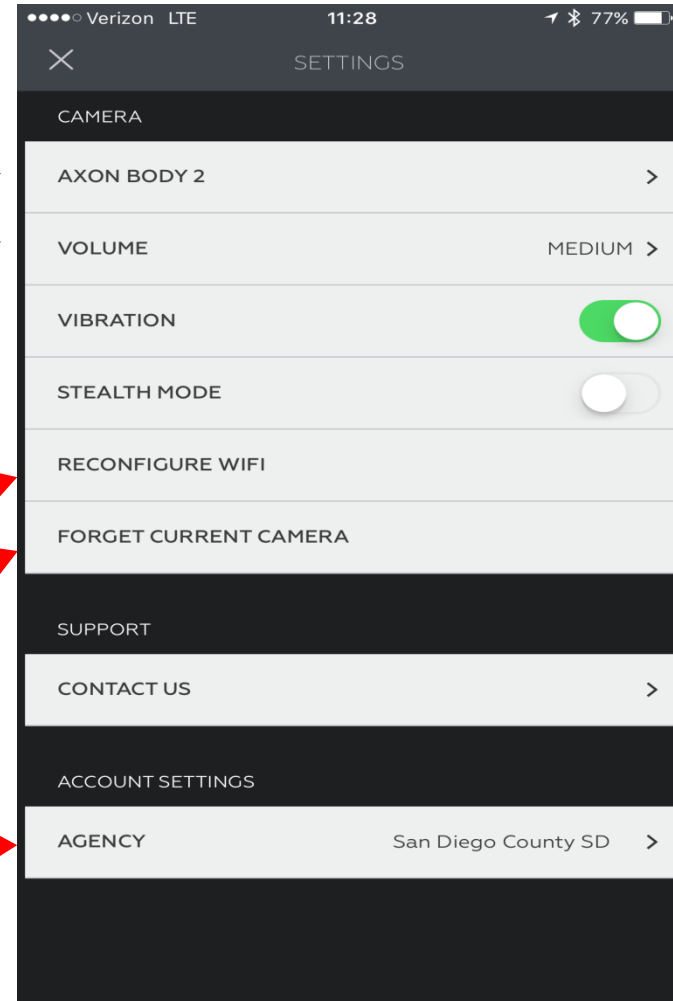 Verizon LTE 11:28 77%
SETTINGS
CAMERA
AXON BODY 2 >
VOLUME MEDIUM >
VIBRATION
STEALTH MODE
RECONFIGURE WIFI
FORGET CURRENT CAMERA
SUPPORT
CONTACT US >
ACCOUNT SETTINGS
AGENCY San Diego County SD >